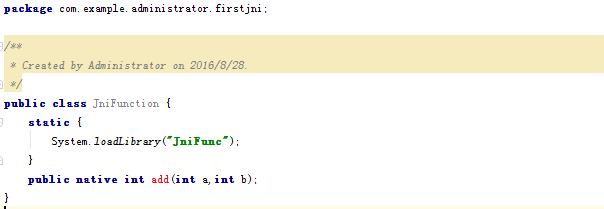 package com.example.administrator.firstjni;
/**
 * Created by Administrator on 2016/8/28.
 */
public class JniFunction {
    static {
        System.loadLibrary("JniFunc");
    }
    public native int add(int a,int b);
}